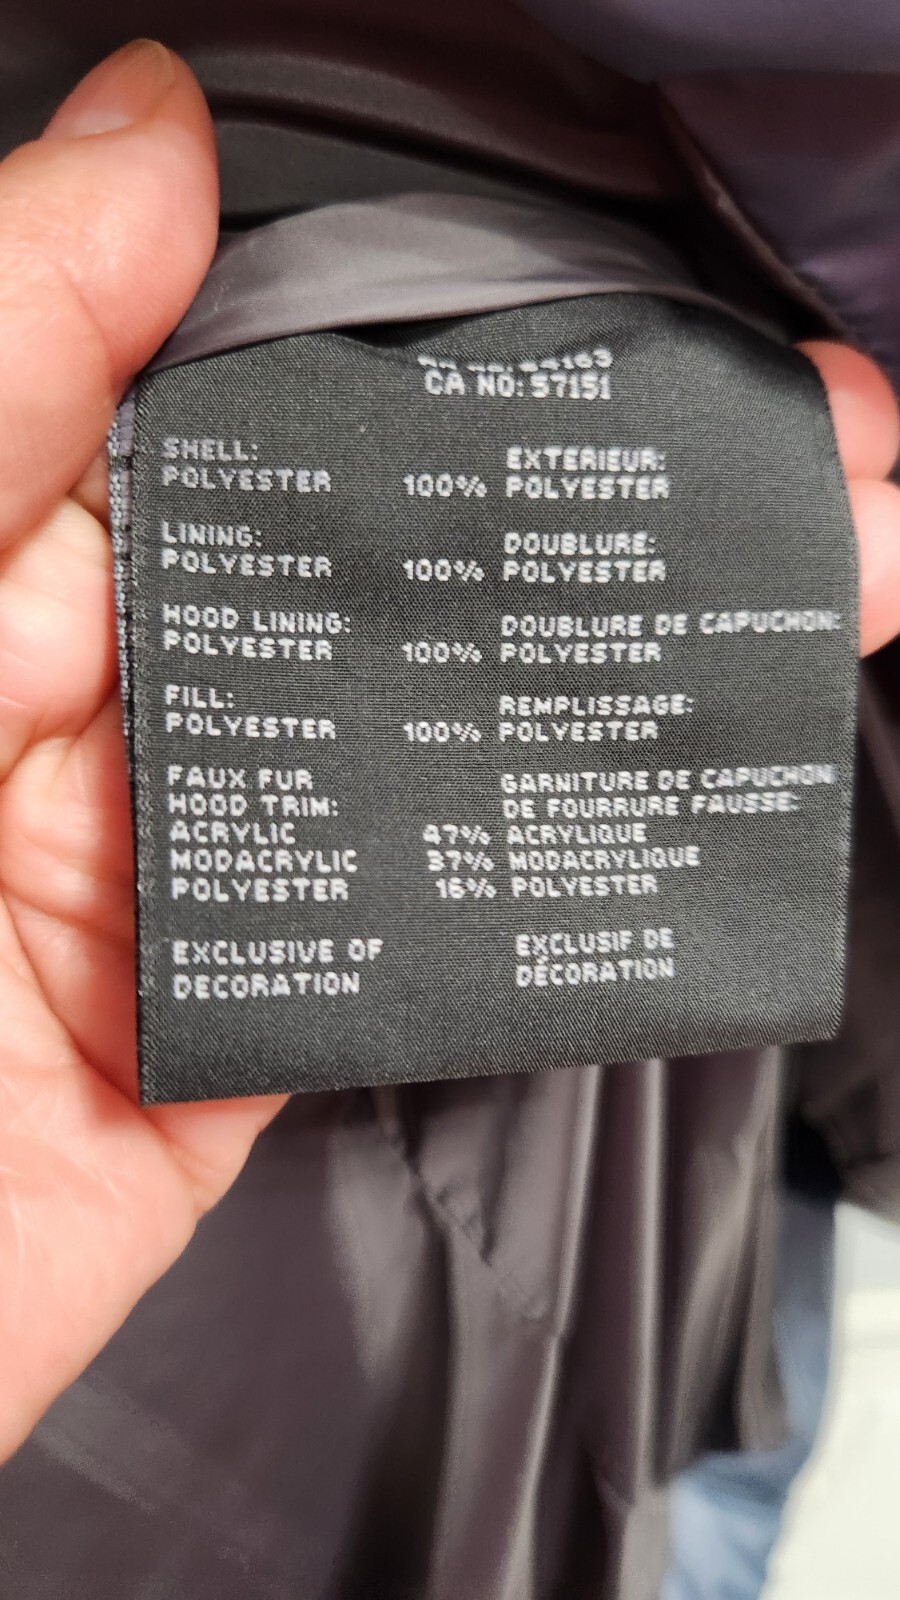 CA NO: 57151
SHELL: EXTERIEUR:
POLYESTER 100% POLYESTER
LINING: DOUBLURE:
POLYESTER 100% POLYESTER
HOOD LINING: DOUBLURE DE CAPUCHON:
POLYESTER 100% POLYESTER
FILL: REMPLISSAGE:
POLYESTER 100% POLYESTER
FAUX FUR GARNITURE DE CAPUCHON
HOOD TRIM: DE FOURRURE FAUSSE:
ACRYLIC 47% ACRYLIQUE
MODACRYLIC 37% MODACRYLIQUE
POLYESTER 16% POLYESTER
EXCLUSIVE OF EXCLUSIF DE
DECORATION DÉCORATION